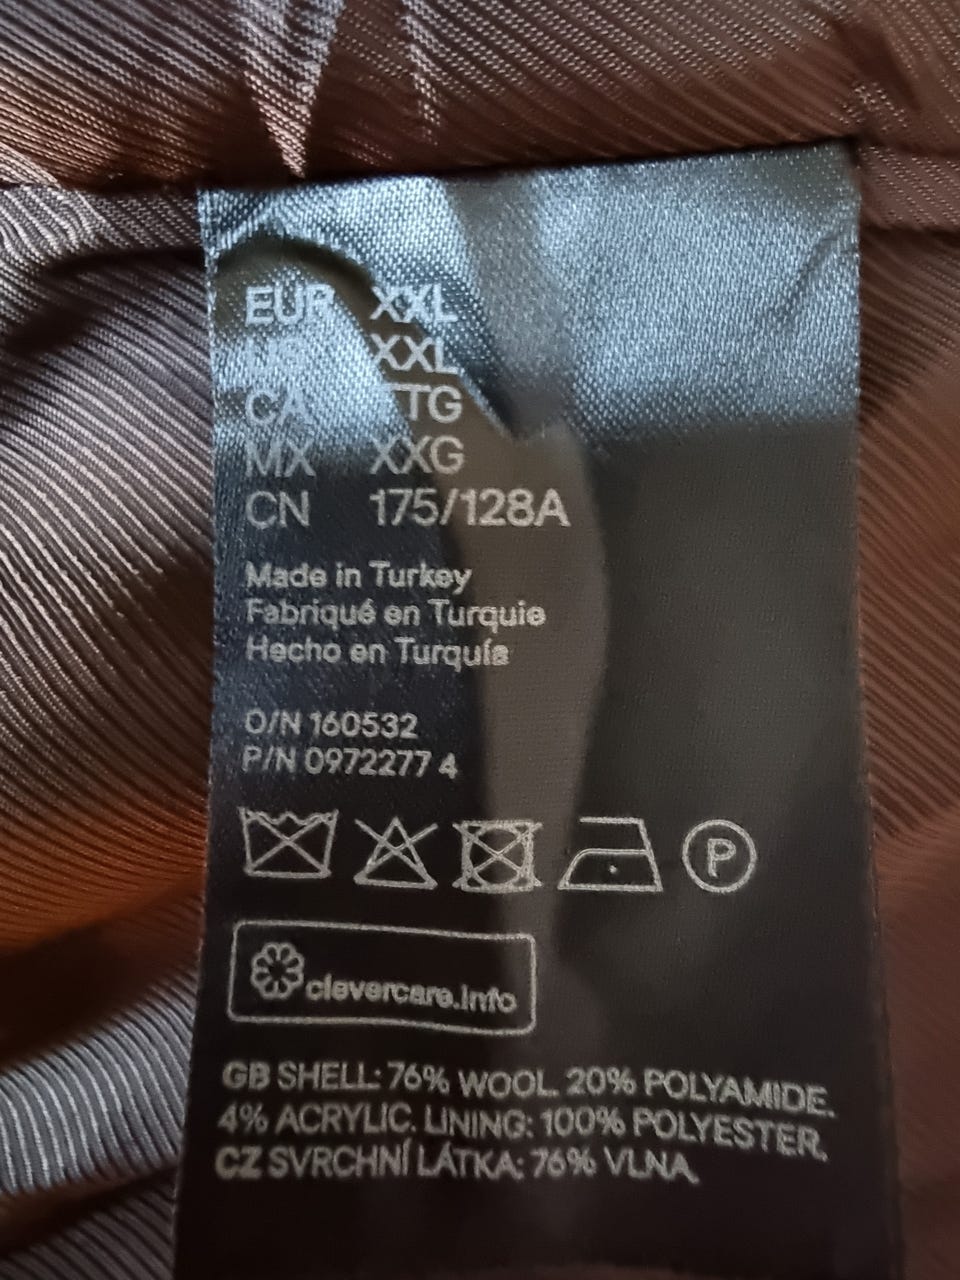 EUR XXL
US XXL
CA TTG
MX XXG
CN 175/128A
Made in Turkey
Fabriqué en Turquie
Hecho en Turquía
O/N 160532
P/N 0972277 4
P
clevercare.info
GB SHELL: 76% WOOL. 20% POLYAMIDE.
4% ACRYLIC. LINING: 100% POLYESTER.
CZ SVRCHNÍ LÁTKA: 76% VLNA,